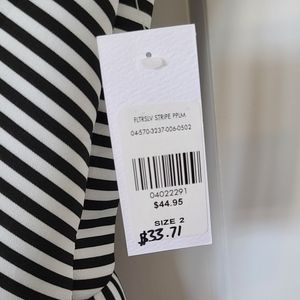 FLTRSLV STRIPE PPLM
04-570-3237-006-0502
04022291
$44.95
SIZE 2
$33.71